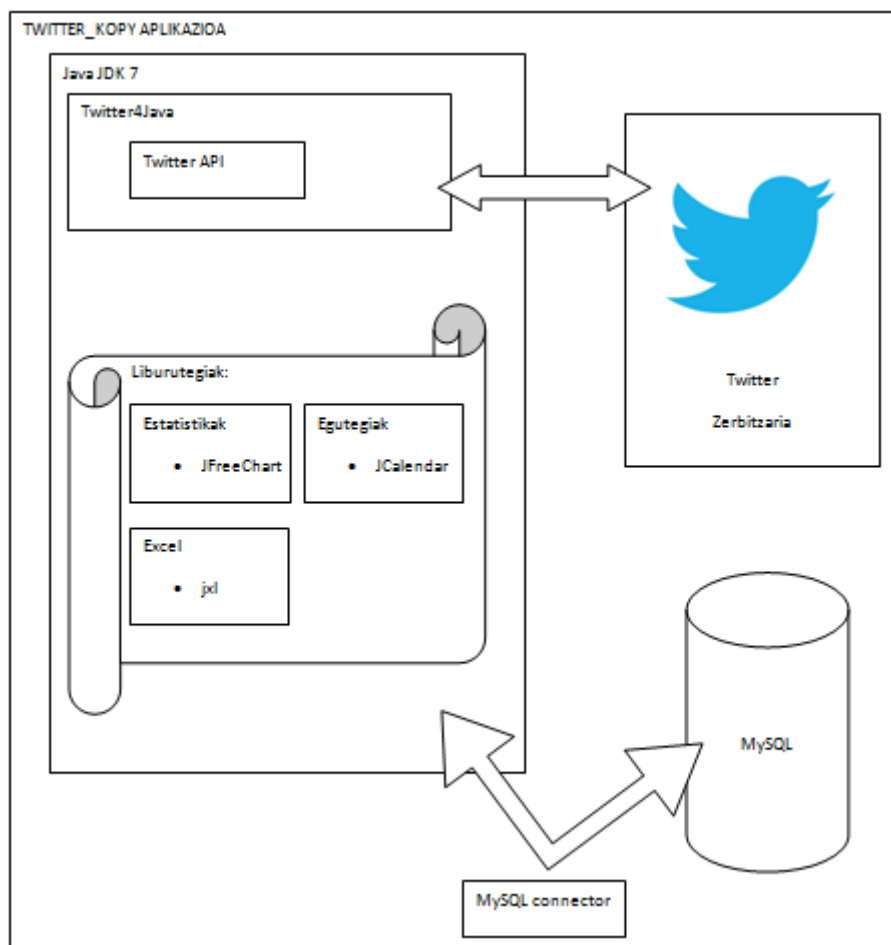 TWITTER_KOPY APLIKAZIOA
Java JDK 7
Twitter4Java
Twitter API
Twitter
Zerbitzaria
Liburutegiak:
Estatistikak
• JFreeChart
Egutegiak
• JCalendar
Excel
• jxl
MySQL
MySQL connector